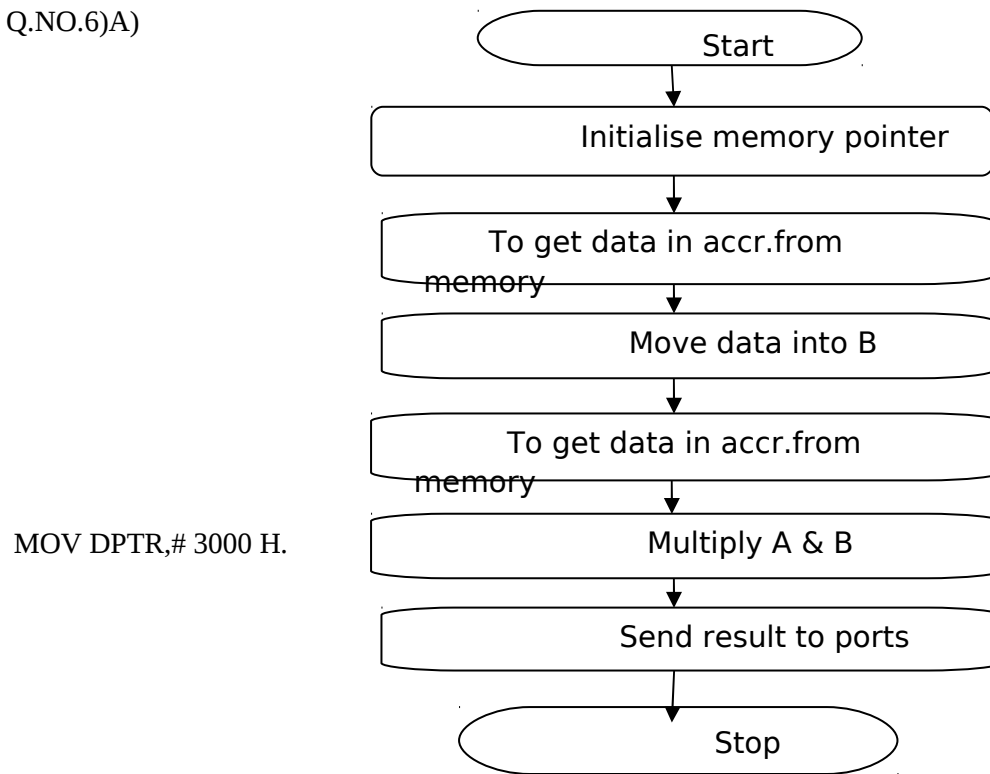 Q.NO.6)A)
Start
Initialise memory pointer
To get data in accr.from
memory
Move data into B
To get data in accr.from
memory
MOV DPTR,# 3000 H.
Multiply A & B
Send result to ports
Stop